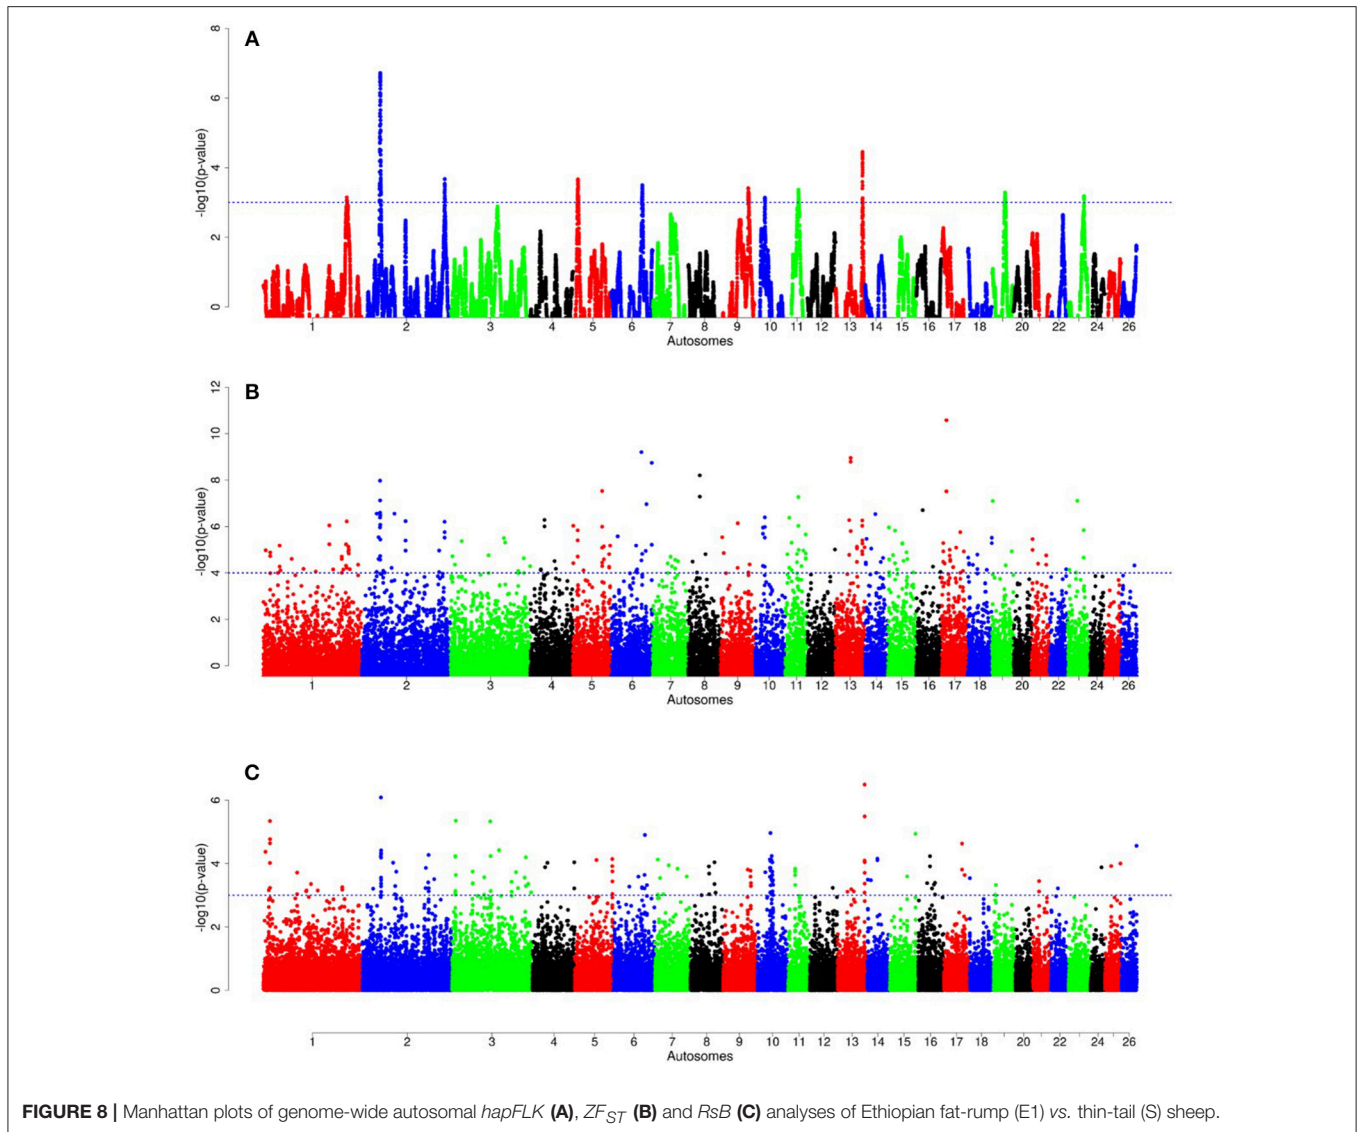 A
8
6
4
2
0
-log10(p-value)
1 2 3 4 5 6 7 8 9 10 11 12 13 14 15 16 17 18 20 22 24 26
Autosomes
B
12
10
8
6
4
2
0
-log10(p-value)
1 2 3 4 5 6 7 8 9 10 11 12 13 14 15 16 17 18 20 22 24 26
Autosomes
C
6
4
2
0
-log10(p-value)
1 2 3 4 5 6 7 8 9 10 11 12 13 14 15 16 17 18 20 22 24 26
Autosomes
FIGURE 8 | Manhattan plots of genome-wide autosomal hapFLK (A), ZFST (B) and RsB (C) analyses of Ethiopian fat-rump (E1) vs. thin-tail (S) sheep.